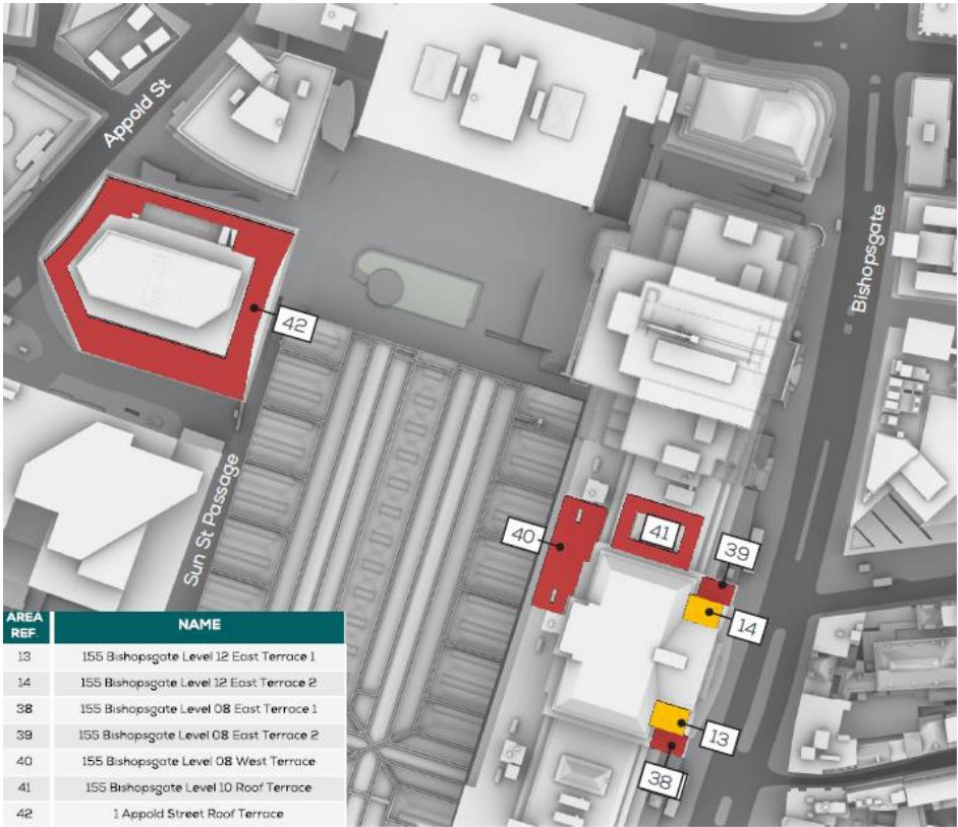 Appold St
Bishopsgate
42
Sun St Passage
40
41
39
14
13
38
AREA REF. NAME
13 155 Bishopsgate Level 12 East Terrace 1
14 155 Bishopsgate Level 12 East Terrace 2
38 155 Bishopsgate Level 08 East Terrace 1
39 155 Bishopsgate Level 08 East Terrace 2
40 155 Bishopsgate Level 08 West Terrace
41 155 Bishopsgate Level 10 Roof Terrace
42 1 Appold Street Roof Terrace